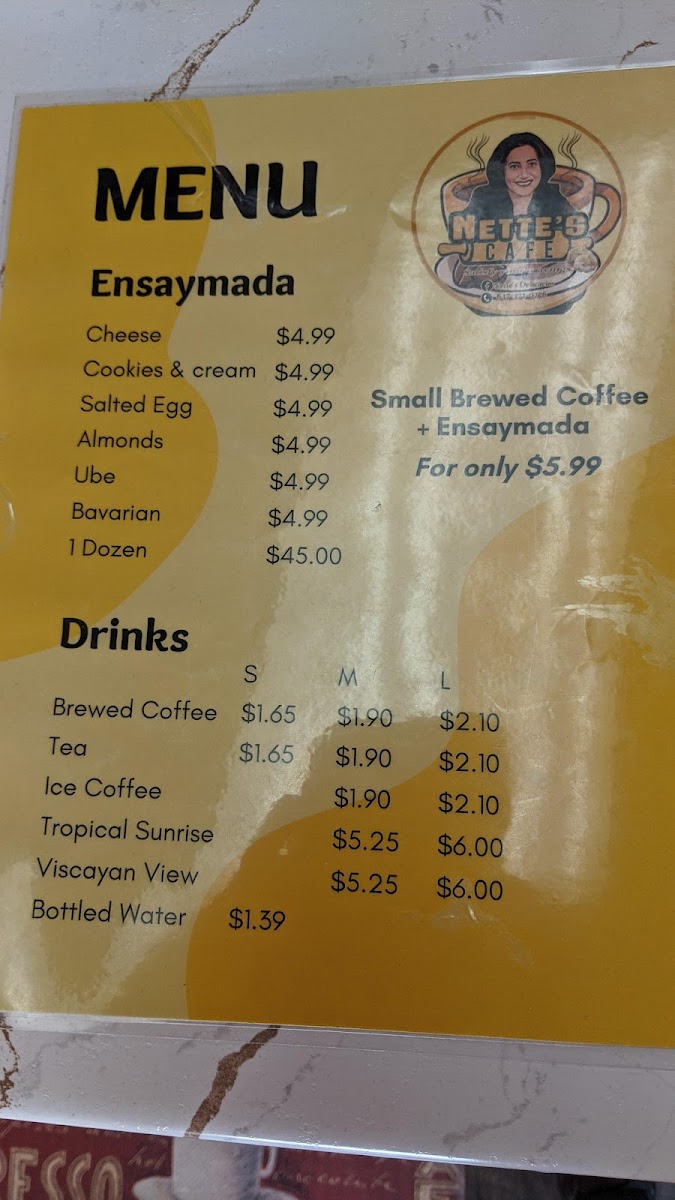 MENU
NETTE'S
CAFE
Ensaymada
Cheese $4.99
Cookies & cream $4.99
Salted Egg $4.99
Almonds $4.99
Ube $4.99
Bavarian $4.99
1 Dozen $45.00
Small Brewed Coffee
+ Ensaymada
For only $5.99
Drinks
S M L
Brewed Coffee $1.65 $1.90 $2.10
Tea $1.65 $1.90 $2.10
Ice Coffee $1.90 $2.10
Tropical Sunrise $5.25 $6.00
Viscayan View $5.25 $6.00
Bottled Water $1.39
ESSO